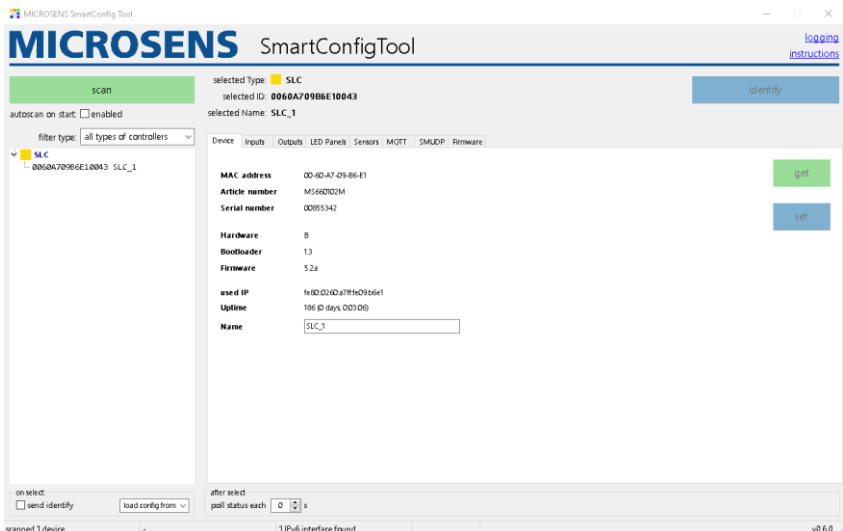 MICROSENS SmartConfig Tool
MICROSENS SmartConfigTool
logging
instructions
scan
autoscan on start: enabled
filter type: all types of controllers
SLC
0060A709B6E10043 SLC_1
selected Type: SLC
selected ID: 0060A709B6E10043
selected Name: SLC_1
identify
Device Inputs Outputs LED Panels Sensors MQTT SMUDP Firmware
MAC address 00-60-A7-09-B6-E1
Article number MS660102M
Serial number 00855342
Hardware B
Bootloader 1.3
Firmware 5.2a
used IP fe80::0260:a7ff:fe09:b6e1
Uptime 186 (0 days, 0:03:06)
Name SLC_1
get
set
on select:
send identify load config from
after select
poll status each 0 s
scanned 1 device - 1 IPv6 interface found v0.6.0